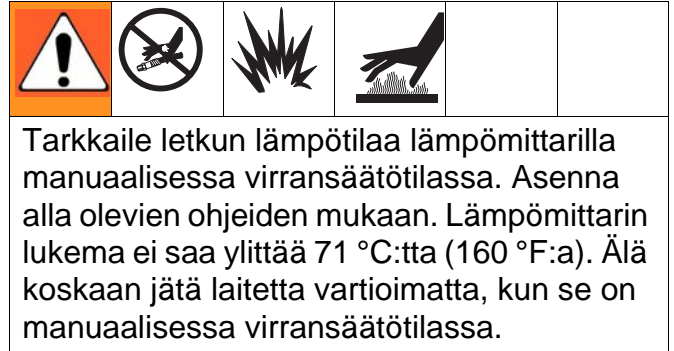 Tarkkaile letkun lämpötilaa lämpömittarilla
manuaalisessa virransäätötilassa. Asenna
alla olevien ohjeiden mukaan. Lämpömittarin
lukema ei saa ylittää 71 °C:tta (160 °F:a). Älä
koskaan jätä laitetta vartioimatta, kun se on
manuaalisessa virransäätötilassa.